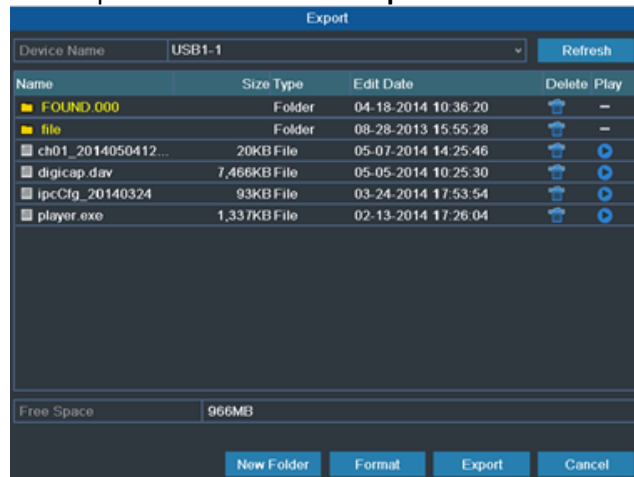 Export
Device Name USB1-1 Refresh
Name Size Type Edit Date Delete Play
FOUND.000 Folder 04-18-2014 10:36:20 –
file Folder 08-28-2013 15:55:28 –
ch01_2014050412... 20KB File 05-07-2014 14:25:46
digicap.dav 7,466KB File 05-05-2014 10:25:30
ipcCfg_20140324 93KB File 03-24-2014 17:53:54
player.exe 1,337KB File 02-13-2014 17:26:04
Free Space 966MB
New Folder Format Export Cancel